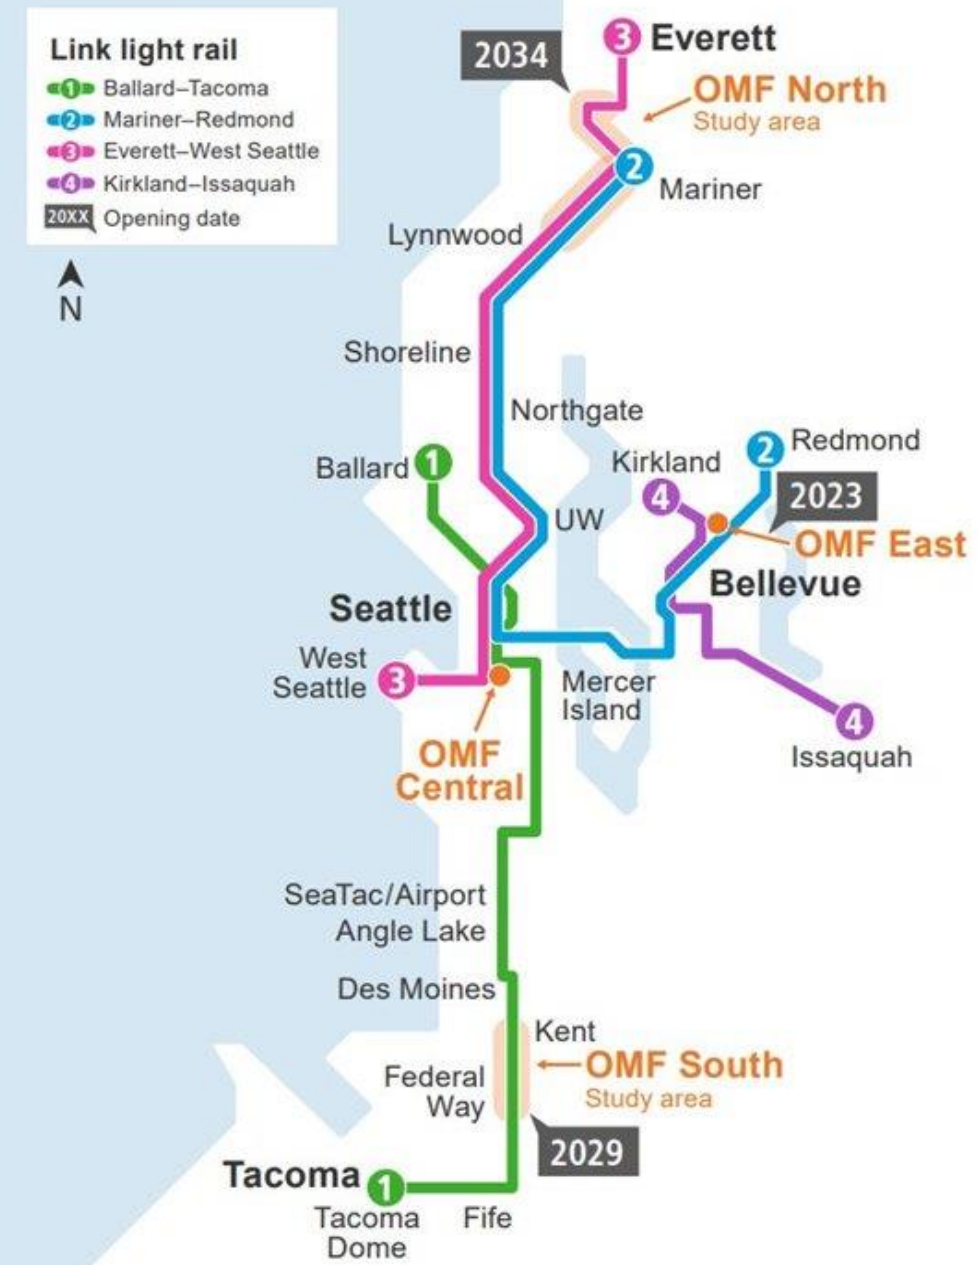 Link light rail
1 Ballard–Tacoma
2 Mariner–Redmond
3 Everett–West Seattle
4 Kirkland–Issaquah
20XX Opening date
N
3 Everett
2034
OMF North
Study area
2
Mariner
Lynnwood
Shoreline
Northgate
Ballard 1
Kirkland
4
2 Redmond
2023
UW
OMF East
Bellevue
Seattle
West
Seattle 3
Mercer
Island
4
Issaquah
OMF
Central
SeaTac/Airport
Angle Lake
Des Moines
Kent
OMF South
Study area
Federal
Way
2029
Tacoma 1
Tacoma
Dome
Fife